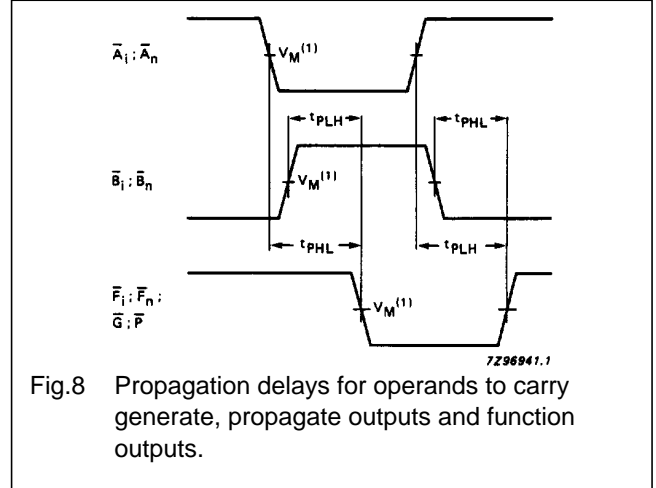 A̅i ; A̅n
VM(1)
tPLH
tPHL
B̅i ; B̅n
VM(1)
tPHL
tPLH
F̅i ; F̅n ;
G̅ ; P̅
VM(1)
7Z96941.1
Fig.8 Propagation delays for operands to carry
generate, propagate outputs and function
outputs.